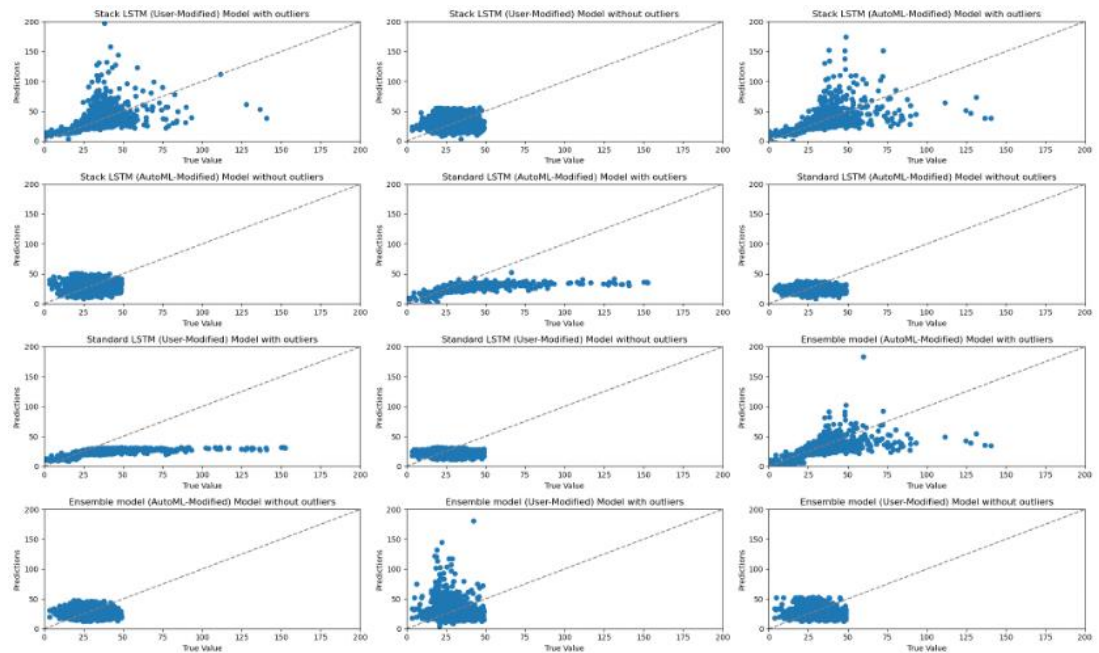 Stack LSTM (User-Modified) Model with outliers
Stack LSTM (User-Modified) Model without outliers
Stack LSTM (AutoML-Modified) Model with outliers
200
150
100
50
0
Predictions
0 25 50 75 100 125 150 175 200
True Value
200
150
100
50
0
Predictions
0 25 50 75 100 125 150 175 200
True Value
200
150
100
50
0
Predictions
0 25 50 75 100 125 150 175 200
True Value
Stack LSTM (AutoML-Modified) Model without outliers
Standard LSTM (AutoML-Modified) Model with outliers
Standard LSTM (AutoML-Modified) Model without outliers
200
150
100
50
0
Predictions
0 25 50 75 100 125 150 175 200
True Value
200
150
100
50
0
Predictions
0 25 50 75 100 125 150 175 200
True Value
200
150
100
50
0
Predictions
0 25 50 75 100 125 150 175 200
True Value
Standard LSTM (User-Modified) Model with outliers
Standard LSTM (User-Modified) Model without outliers
Ensemble model (AutoML-Modified) Model with outliers
200
150
100
50
0
Predictions
0 25 50 75 100 125 150 175 200
True Value
200
150
100
50
0
Predictions
0 25 50 75 100 125 150 175 200
True Value
200
150
100
50
0
Predictions
0 25 50 75 100 125 150 175 200
True Value
Ensemble model (AutoML-Modified) Model without outliers
Ensemble model (User-Modified) Model with outliers
Ensemble model (User-Modified) Model without outliers
200
150
100
50
0
Predictions
0 25 50 75 100 125 150 175 200
True Value
200
150
100
50
0
Predictions
0 25 50 75 100 125 150 175 200
True Value
200
150
100
50
0
Predictions
0 25 50 75 100 125 150 175 200
True Value